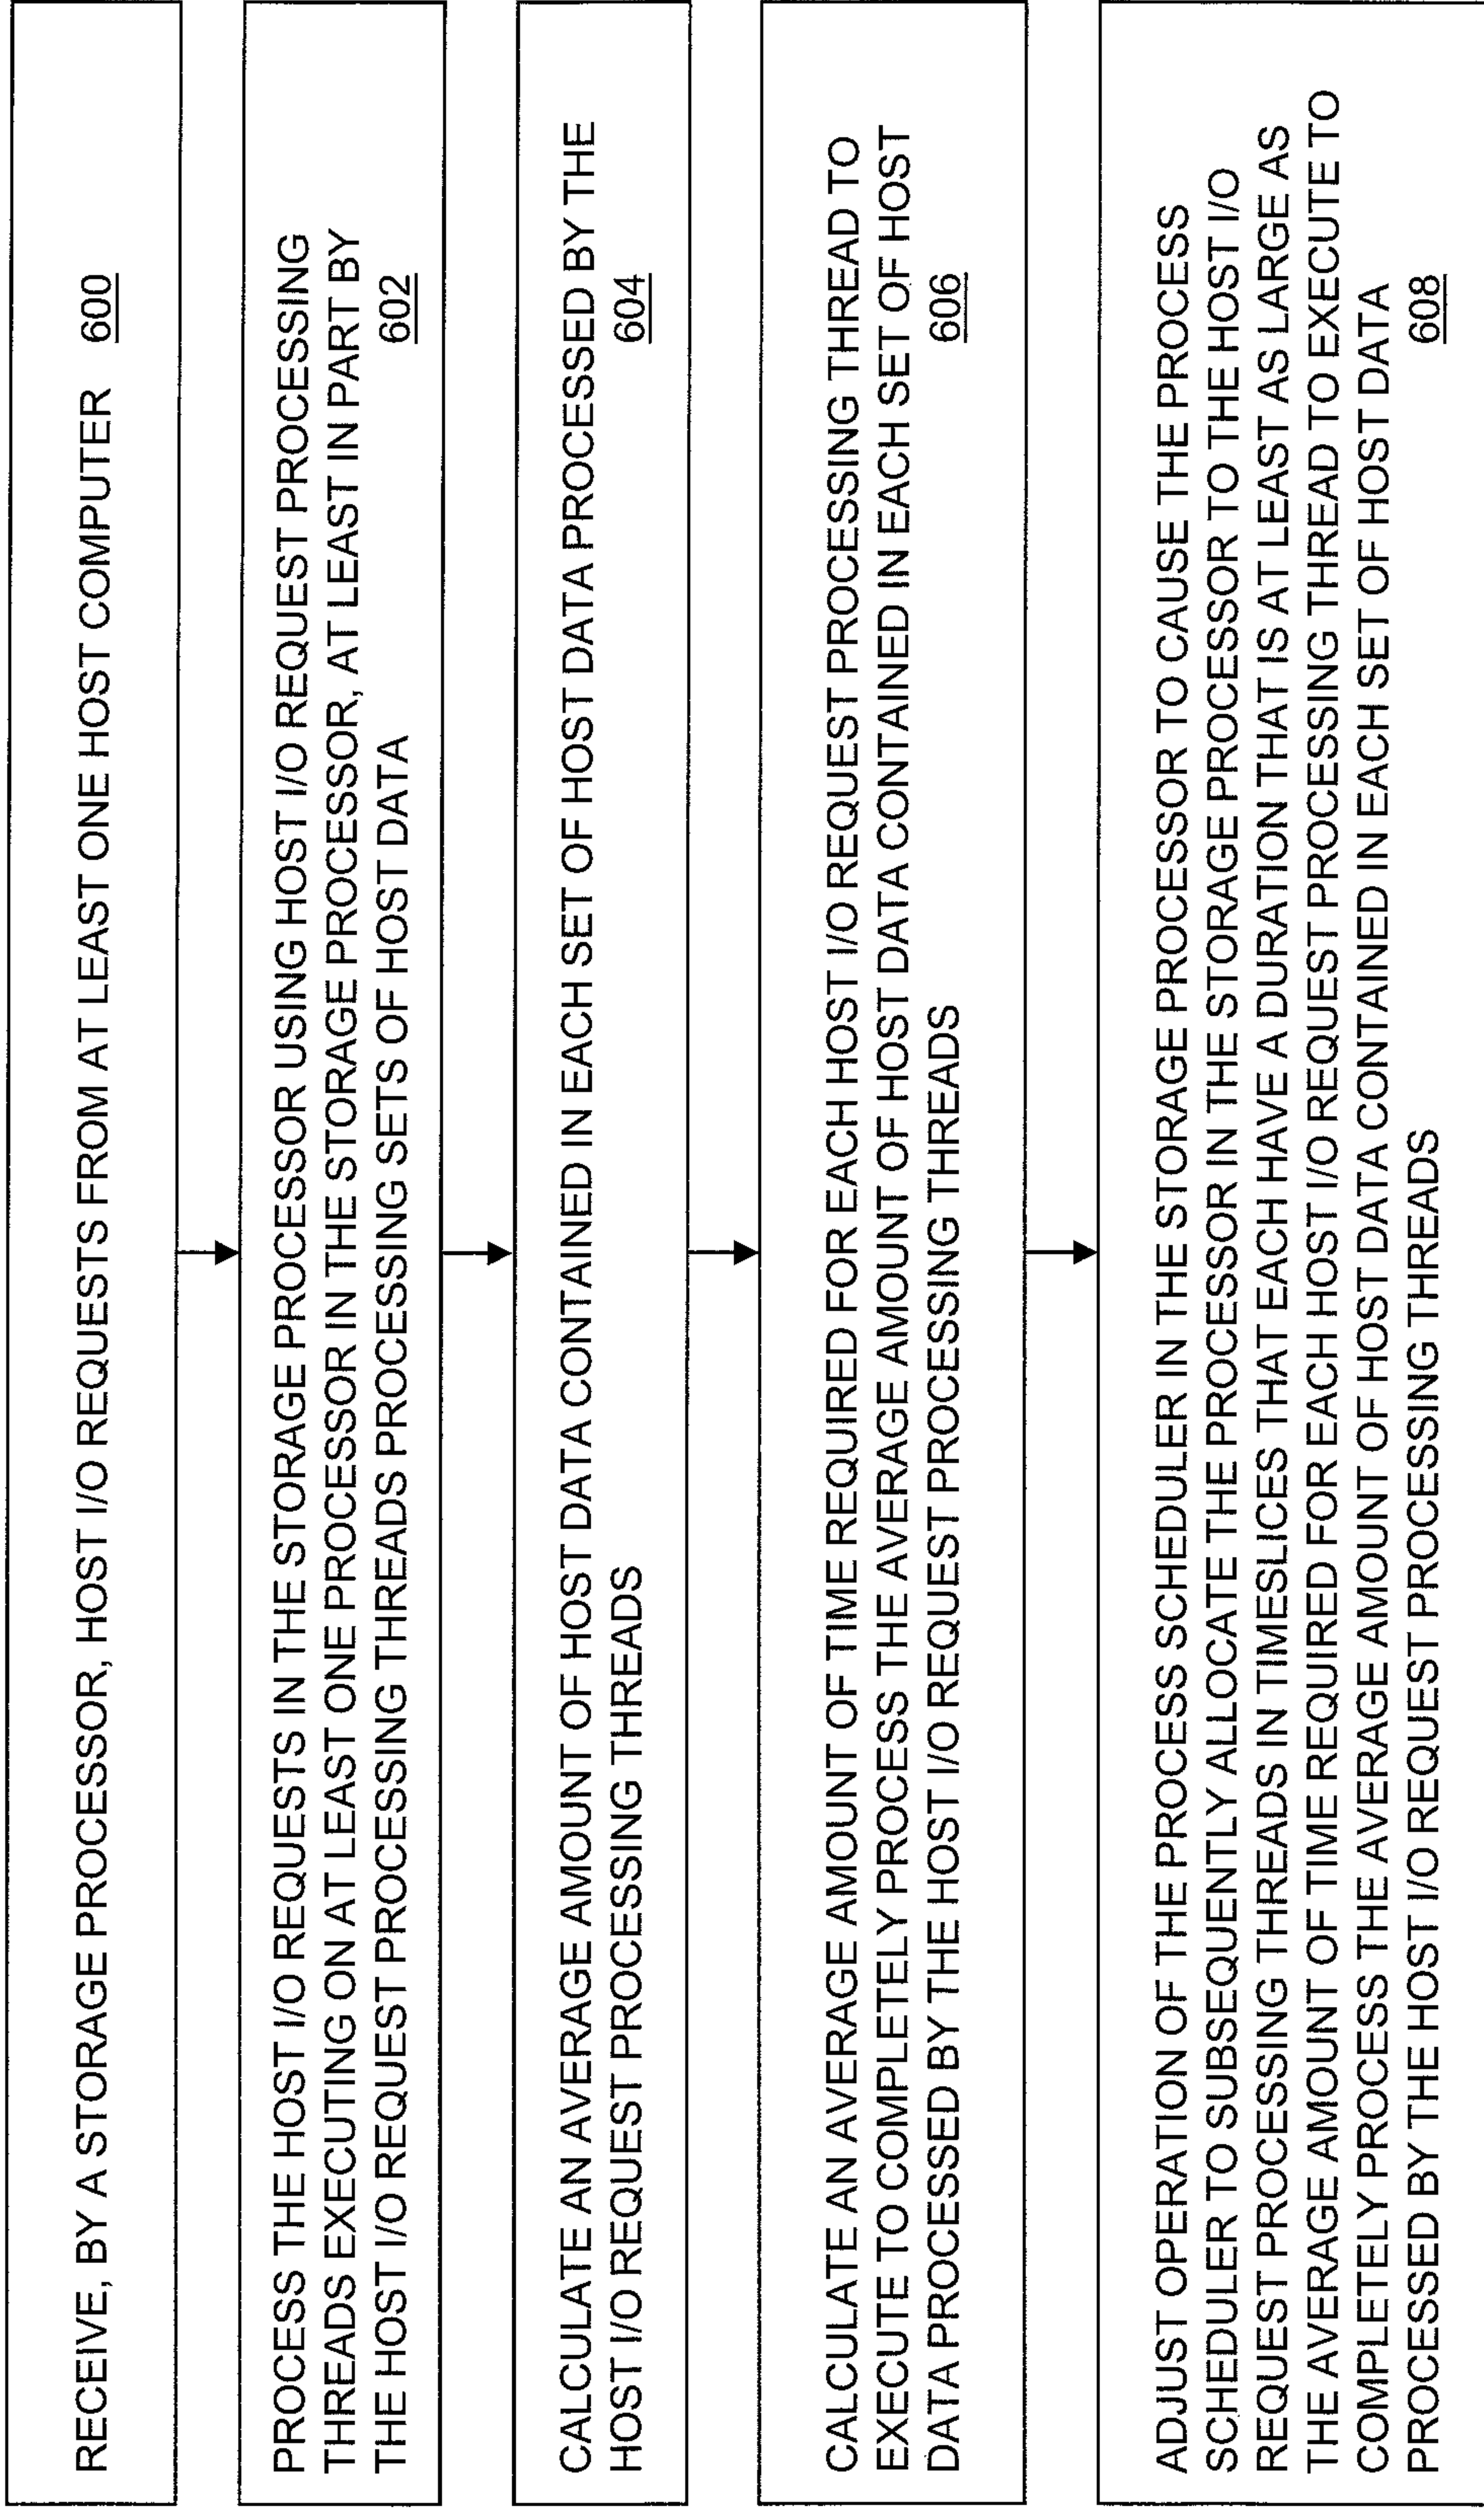 RECEIVE, BY A STORAGE PROCESSOR, HOST I/O REQUESTS FROM AT LEAST ONE HOST COMPUTER 600
PROCESS THE HOST I/O REQUESTS IN THE STORAGE PROCESSOR USING HOST I/O REQUEST PROCESSING
THREADS EXECUTING ON AT LEAST ONE PROCESSOR IN THE STORAGE PROCESSOR, AT LEAST IN PART BY
THE HOST I/O REQUEST PROCESSING THREADS PROCESSING SETS OF HOST DATA 602
CALCULATE AN AVERAGE AMOUNT OF HOST DATA CONTAINED IN EACH SET OF HOST DATA PROCESSED BY THE
HOST I/O REQUEST PROCESSING THREADS 604
CALCULATE AN AVERAGE AMOUNT OF TIME REQUIRED FOR EACH HOST I/O REQUEST PROCESSING THREAD TO
EXECUTE TO COMPLETELY PROCESS THE AVERAGE AMOUNT OF HOST DATA CONTAINED IN EACH SET OF HOST
DATA PROCESSED BY THE HOST I/O REQUEST PROCESSING THREADS 606
ADJUST OPERATION OF THE PROCESS SCHEDULER IN THE STORAGE PROCESSOR TO CAUSE THE PROCESS
SCHEDULER TO SUBSEQUENTLY ALLOCATE THE PROCESSOR IN THE STORAGE PROCESSOR TO THE HOST I/O
REQUEST PROCESSING THREADS IN TIMESLICES THAT EACH HAVE A DURATION THAT IS AT LEAST AS LARGE AS
THE AVERAGE AMOUNT OF TIME REQUIRED FOR EACH HOST I/O REQUEST PROCESSING THREAD TO EXECUTE TO
COMPLETELY PROCESS THE AVERAGE AMOUNT OF HOST DATA CONTAINED IN EACH SET OF HOST DATA
PROCESSED BY THE HOST I/O REQUEST PROCESSING THREADS 608